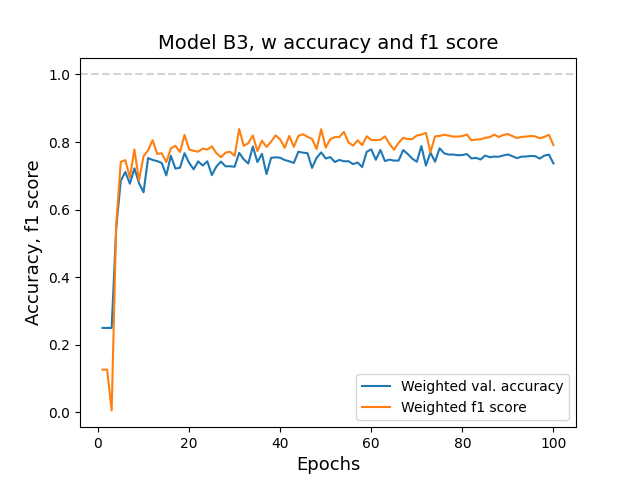 Model B3, w accuracy and f1 score
1.0
0.8
0.6
0.4
0.2
0.0
Accuracy, f1 score
Weighted val. accuracy
Weighted f1 score
0 20 40 60 80 100
Epochs